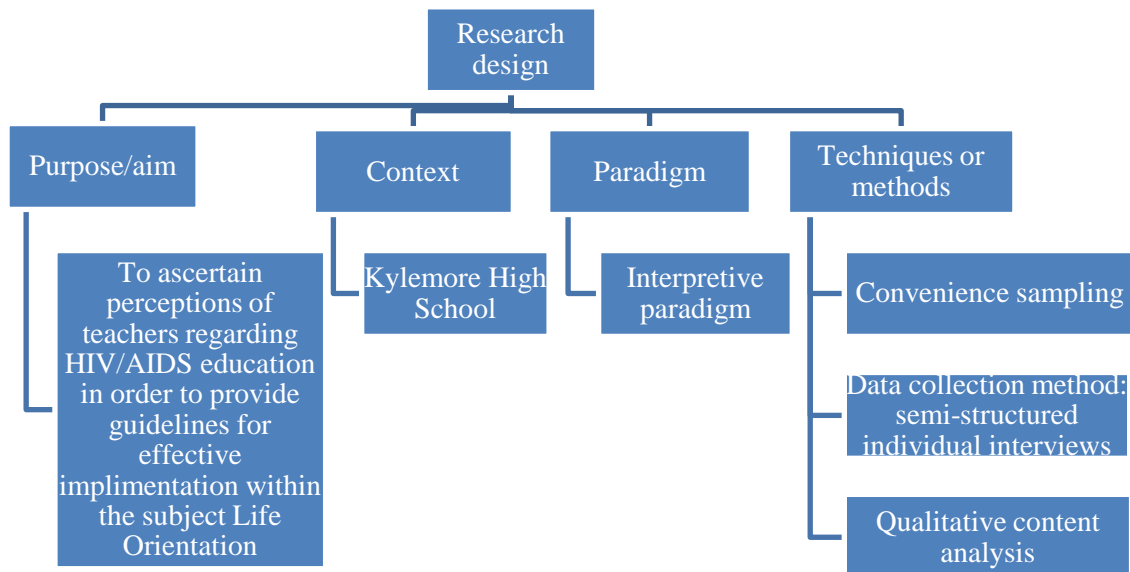 Research
design
Purpose/aim
Context
Paradigm
Techniques or
methods
To ascertain
perceptions of
teachers regarding
HIV/AIDS education
in order to provide
guidelines for
effective
implimentation within
the subject Life
Orientation
Kylemore High
School
Interpretive
paradigm
Convenience sampling
Data collection method:
semi-structured
individual interviews
Qualitative content
analysis